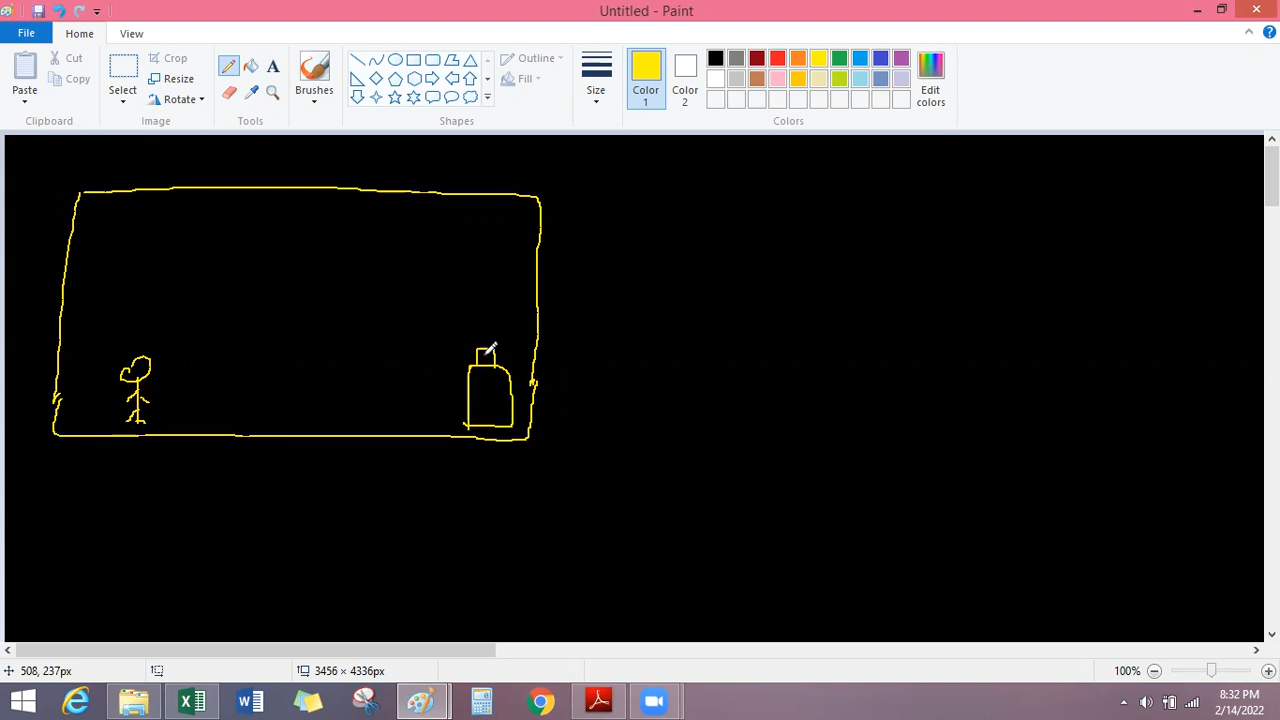 Untitled - Paint
File
Home
View
Paste
Cut
Copy
Clipboard
Select
Crop
Resize
Rotate
Image
A
Tools
Brushes
Outline
Fill
Shapes
Size
Color 1
Color 2
Edit colors
Colors
508, 237px
3456 × 4336px
100%
8:32 PM
2/14/2022